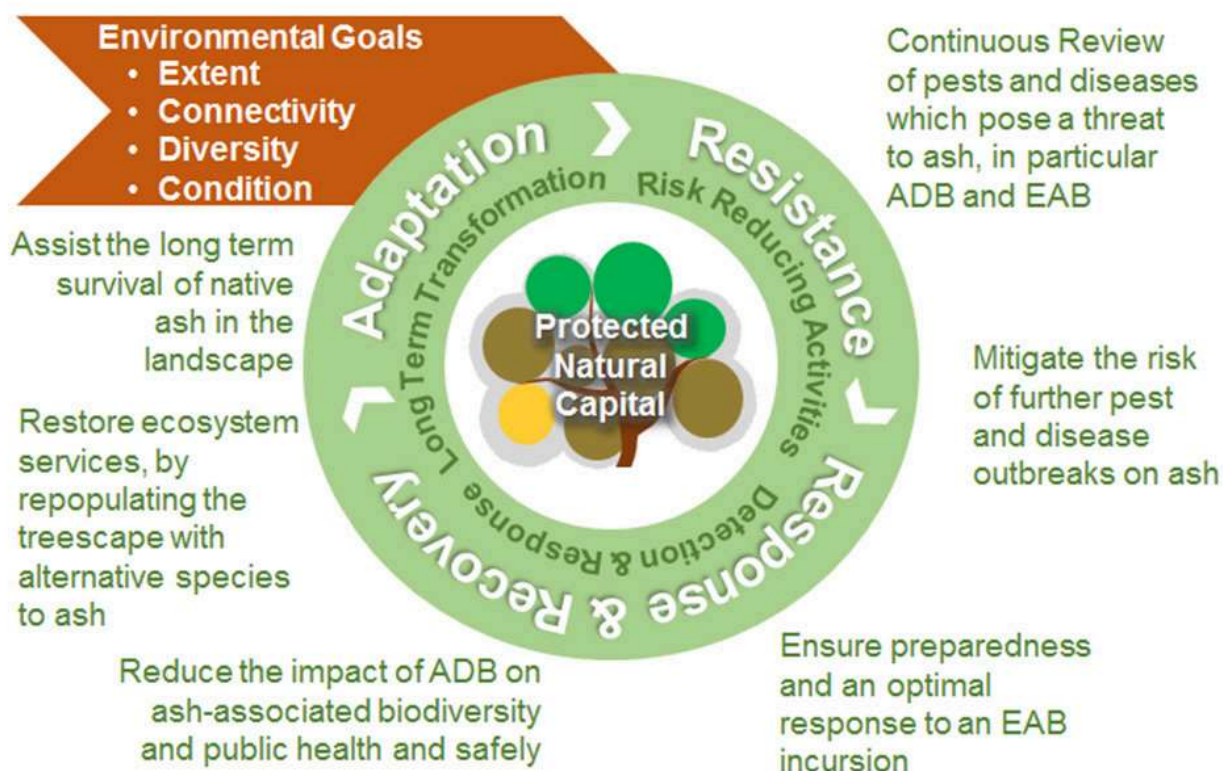 Environmental Goals
• Extent
• Connectivity
• Diversity
• Condition
Continuous Review
of pests and diseases
which pose a threat
to ash, in particular
ADB and EAB
Adaptation
Resistance
Response & Recovery
Long Term Transformation
Risk Reducing Activities
Detection & Response
Protected
Natural
Capital
Assist the long term
survival of native
ash in the
landscape
Mitigate the risk
of further pest
and disease
outbreaks on ash
Restore ecosystem
services, by
repopulating the
treescape with
alternative species
to ash
Reduce the impact of ADB on
ash-associated biodiversity
and public health and safely
Ensure preparedness
and an optimal
response to an EAB
incursion